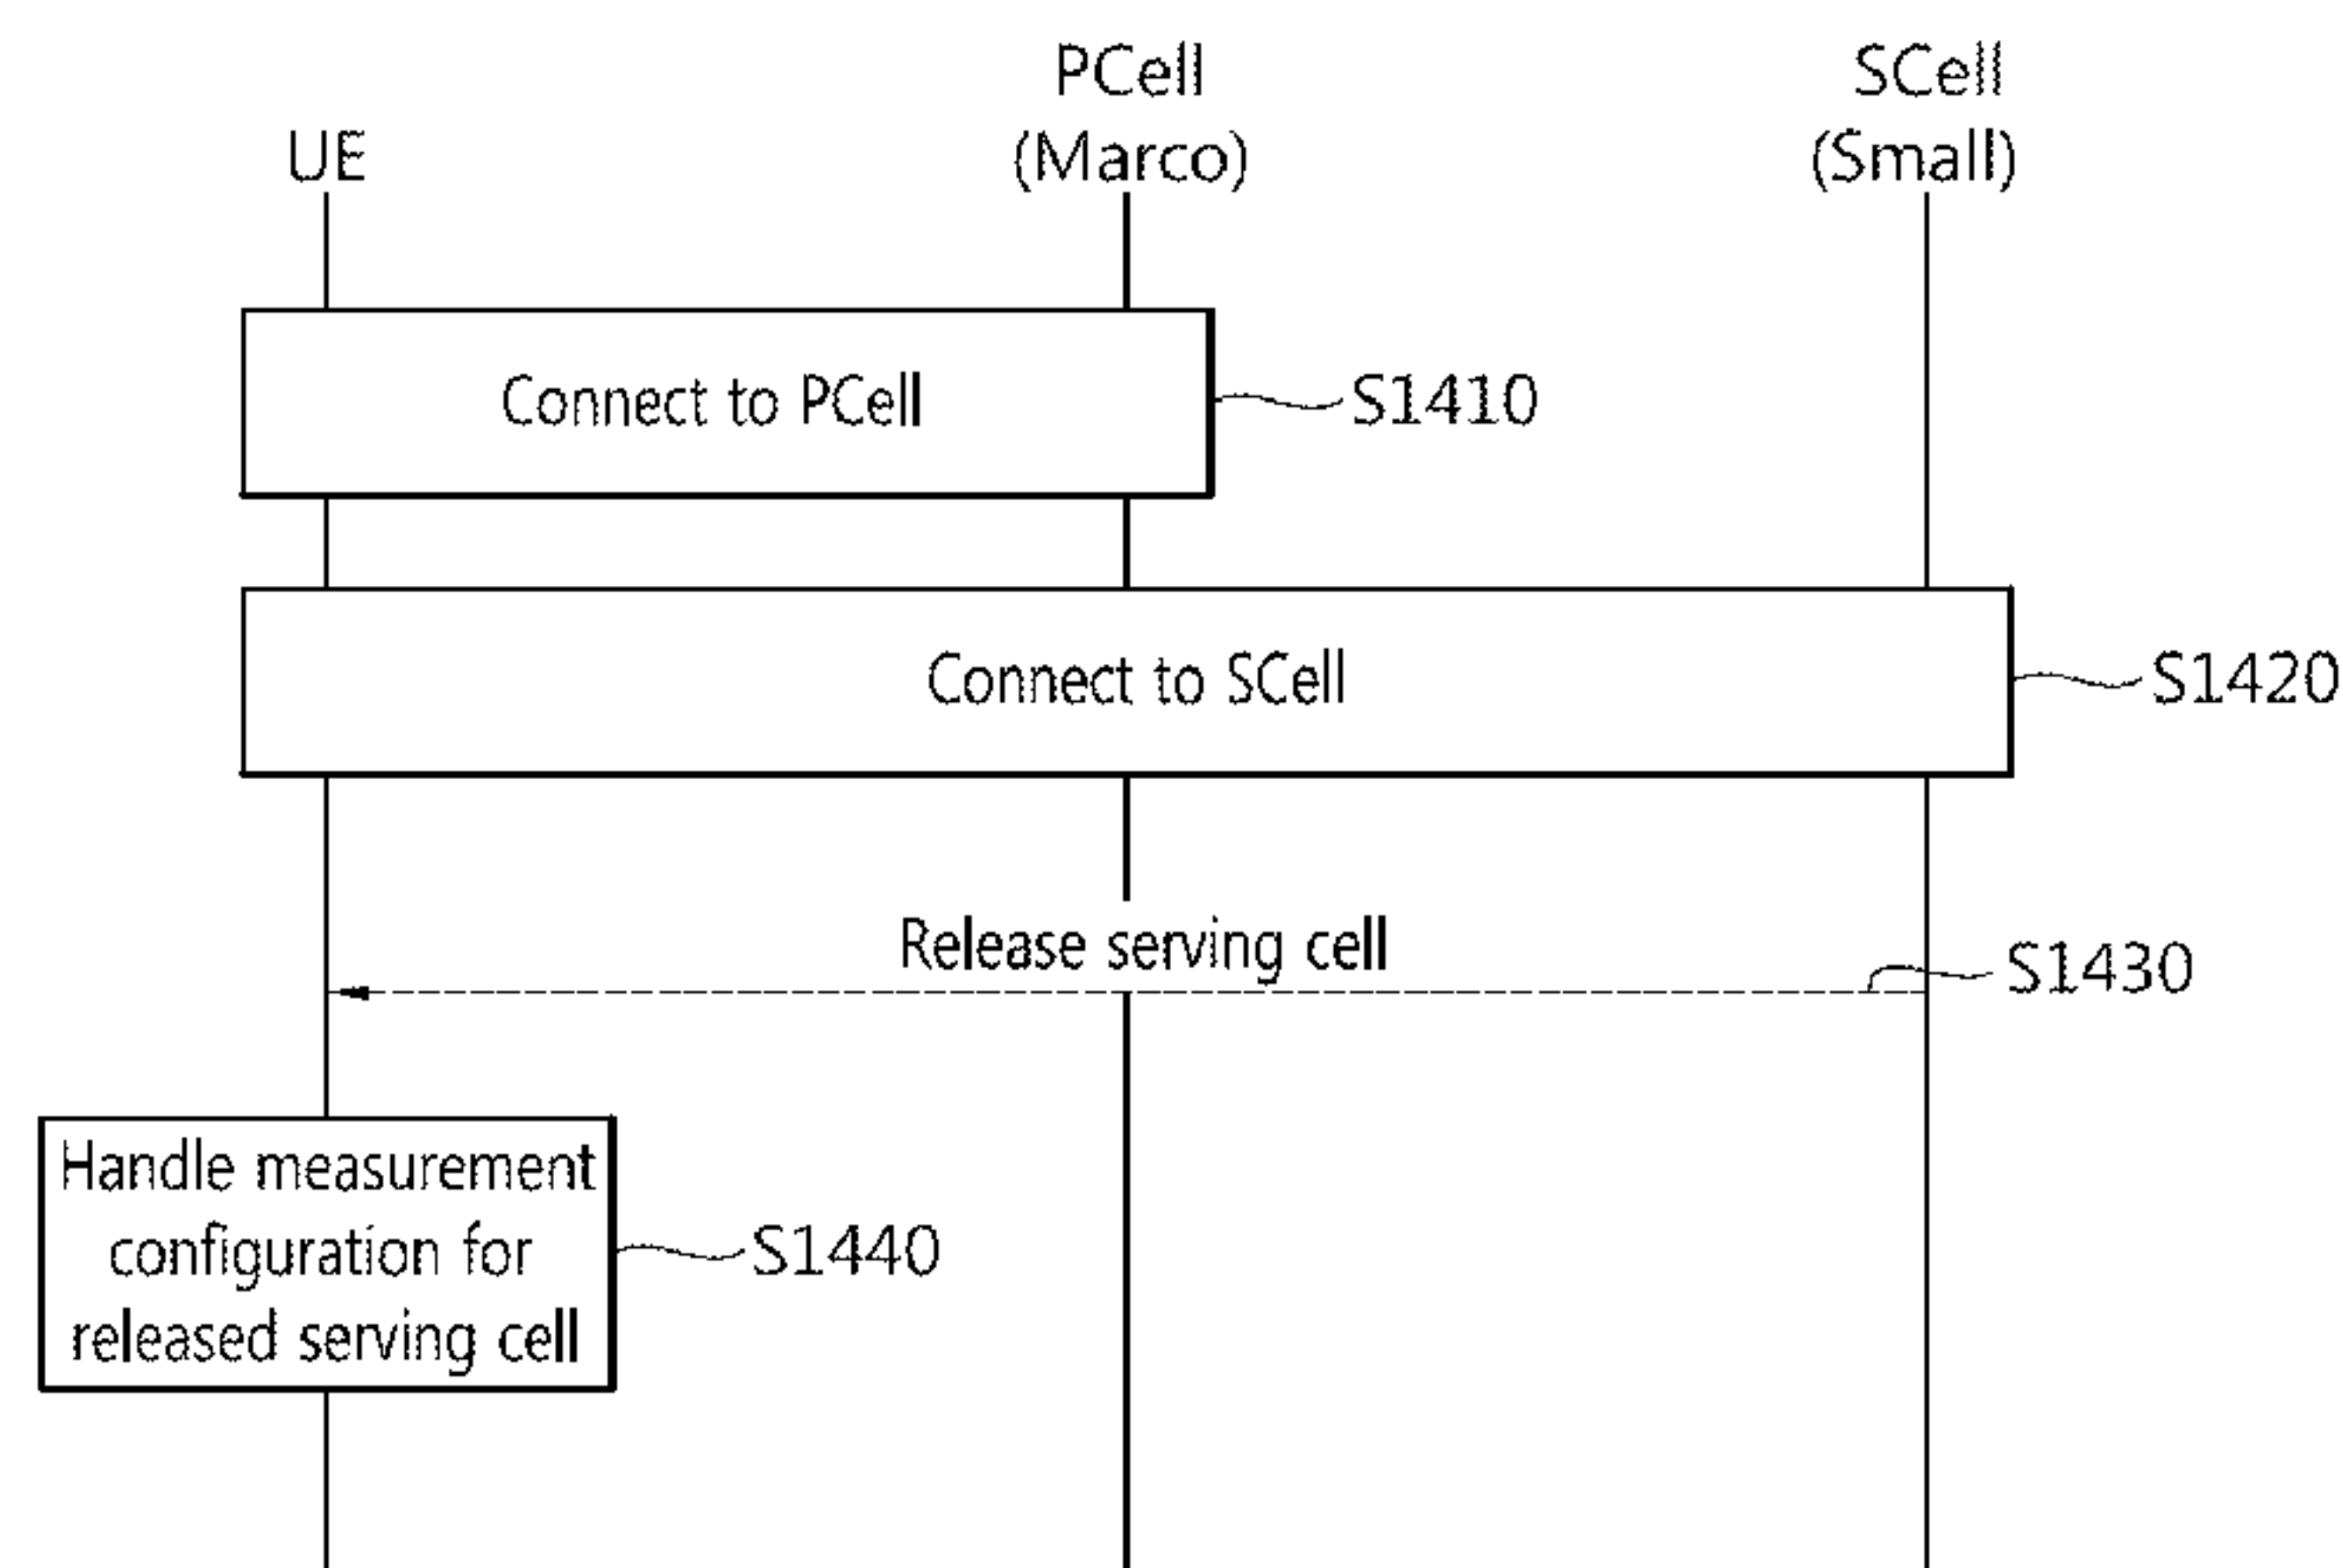 PCell
SCell
UE
(Marco)
(Small)
Connect to PCell
S1410
Connect to SCell
S1420
Release serving cell
S1430
Handle measurement
configuration for
released serving cell
S1440